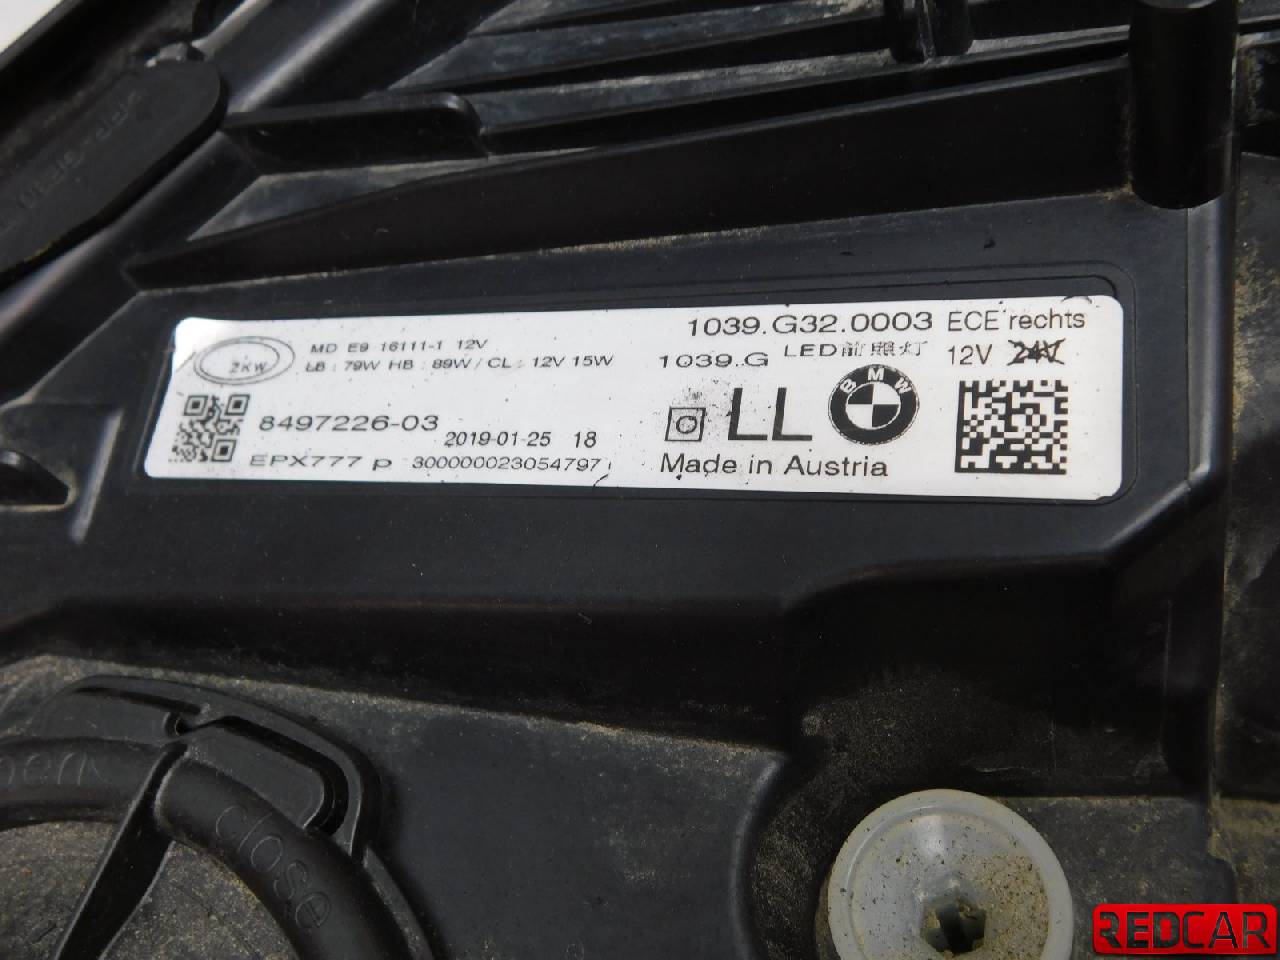 1039.G32.0003 ECE rechts
MD E9 16111-1 12V
LB : 79W HB : 89W / CL : 12V 15W
1039.G LED前照灯 12V 24V
ZKW
8497226-03
2019-01-25 18
EPX777 p 300000023054797
LL
BMW
Made in Austria
close
REDCAR